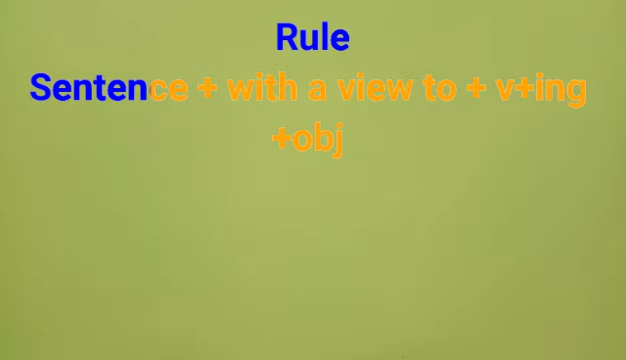 Rule
Sentence + with a view to + v+ing
+obj